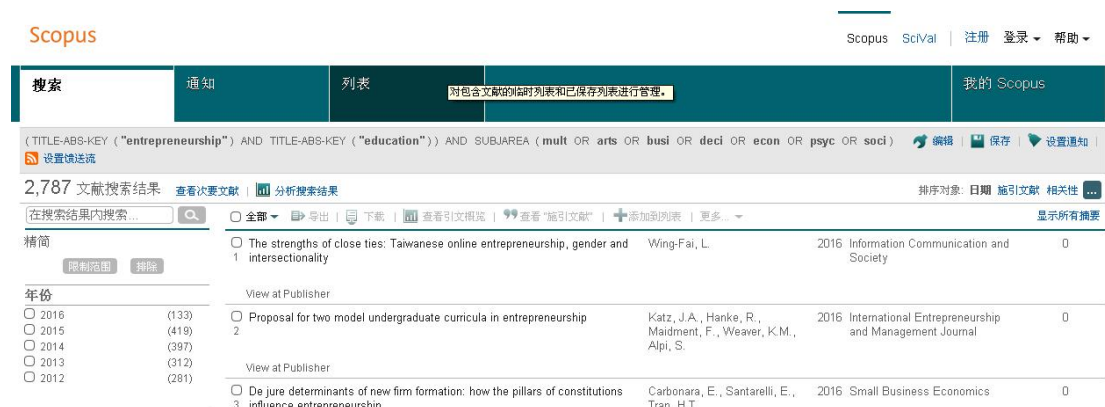 Scopus
Scopus SciVal | 注册 登录 帮助
搜索 通知 列表 我的 Scopus
对包含文献的临时列表和已保存列表进行管理。
(TITLE-ABS-KEY ("entrepreneurship") AND TITLE-ABS-KEY ("education")) AND SUBJAREA (mult OR arts OR busi OR deci OR econ OR psyc OR soci) 编辑 | 保存 | 设置通知 |
设置馈送流
2,787 文献搜索结果 查看次要文献 | 分析搜索结果 排序对象: 日期 施引文献 相关性 ...
在搜索结果内搜索... 全部 导出 | 下载 | 查看引文概览 | 查看“施引文献” | 添加到列表 | 更多... 显示所有摘要
精简
限制范围 排除
年份
2016 (133)
2015 (419)
2014 (397)
2013 (312)
2012 (281)
The strengths of close ties: Taiwanese online entrepreneurship, gender and Wing-Fai, L. 2016 Information Communication and 0
1 intersectionality Society
View at Publisher
Proposal for two model undergraduate curricula in entrepreneurship Katz, J.A., Hanke, R., 2016 International Entrepreneurship 0
2 Maidment, F., Weaver, K.M., and Management Journal
Alpi, S.
View at Publisher
De jure determinants of new firm formation: how the pillars of constitutions Carbonara, E., Santarelli, E., 2016 Small Business Economics 0
3 influence entrepreneurship Tran, H.T.